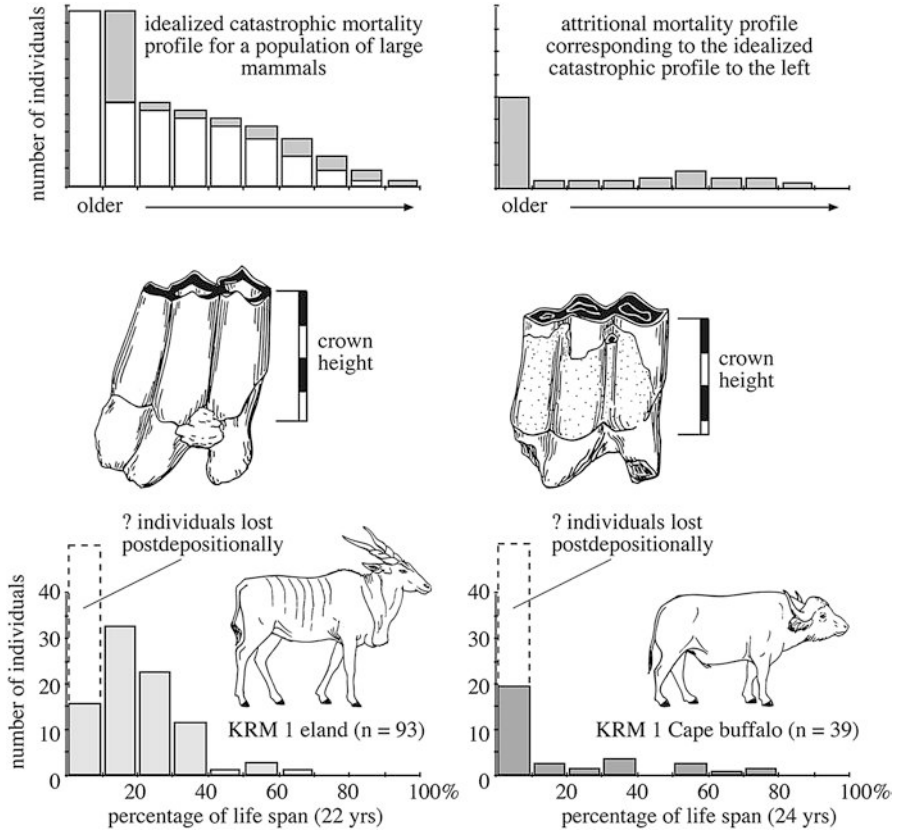 number of individuals
idealized catastrophic mortality
profile for a population of large
mammals
older
attritional mortality profile
corresponding to the idealized
catastrophic profile to the left
older
crown
height
crown
height
? individuals lost
postdepositionally
number of individuals
40
30
20
10
0
KRM 1 eland (n = 93)
20
40
60
80
100%
percentage of life span (22 yrs)
? individuals lost
postdepositionally
40
30
20
10
0
KRM 1 Cape buffalo (n = 39)
20
40
60
80
100%
percentage of life span (24 yrs)